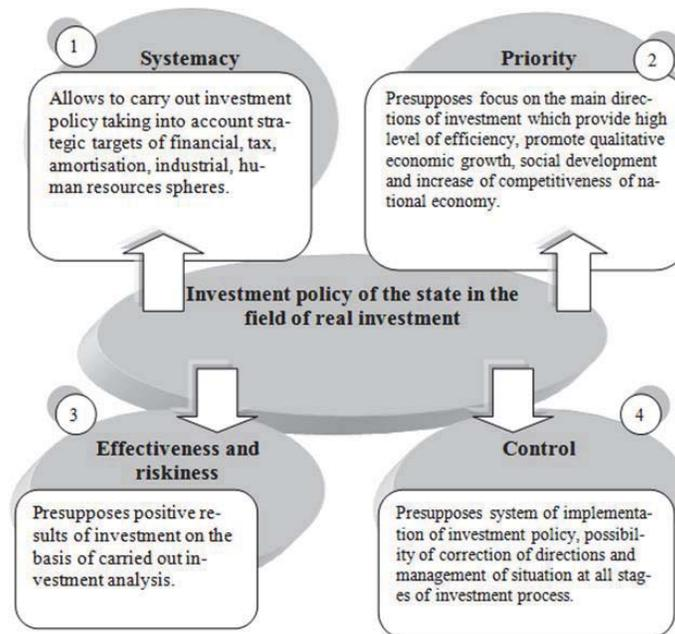 1
Systemacy
Allows to carry out investment
policy taking into account stra-
tegic targets of financial, tax,
amortisation, industrial, hu-
man resources spheres.
2
Priority
Presupposes focus on the main direc-
tions of investment which provide high
level of efficiency, promote qualitative
economic growth, social development
and increase of competitiveness of na-
tional economy.
Investment policy of the state in the
field of real investment
3
Effectiveness and
riskiness
Presupposes positive re-
sults of investment on the
basis of carried out in-
vestment analysis.
4
Control
Presupposes system of implementa-
tion of investment policy, possibil-
ity of correction of directions and
management of situation at all stag-
es of investment process.